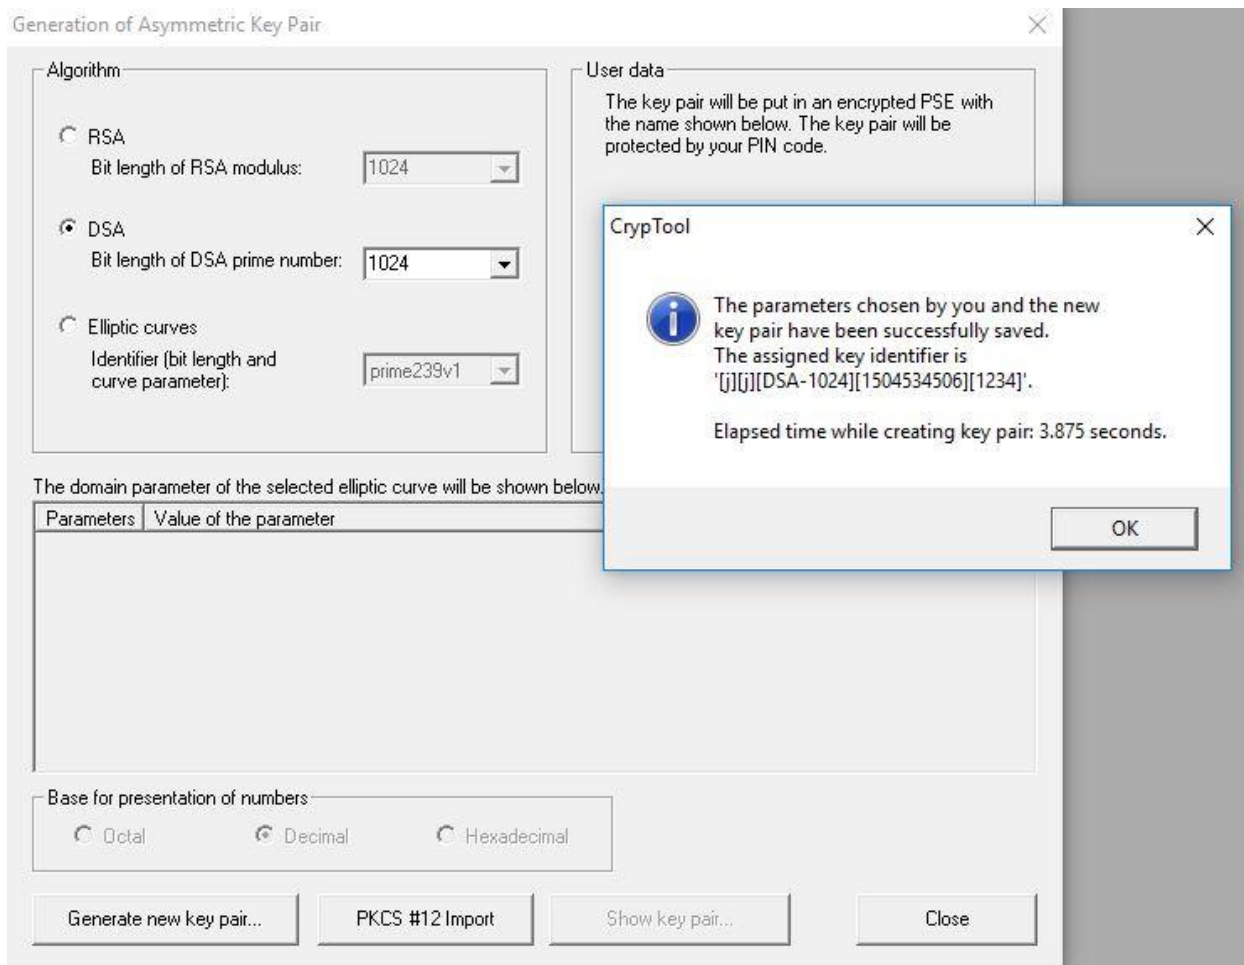 Generation of Asymmetric Key Pair
Algorithm
RSA
Bit length of RSA modulus:
1024
DSA
Bit length of DSA prime number:
1024
Elliptic curves
Identifier (bit length and
curve parameter):
prime239v1
User data
The key pair will be put in an encrypted PSE with
the name shown below. The key pair will be
protected by your PIN code.
CrypTool
The parameters chosen by you and the new
key pair have been successfully saved.
The assigned key identifier is
'[j][j][DSA-1024][1504534506][1234]'.
Elapsed time while creating key pair: 3.875 seconds.
OK
The domain parameter of the selected elliptic curve will be shown below.
Parameters
Value of the parameter
Base for presentation of numbers
Octal
Decimal
Hexadecimal
Generate new key pair...
PKCS #12 Import
Show key pair...
Close